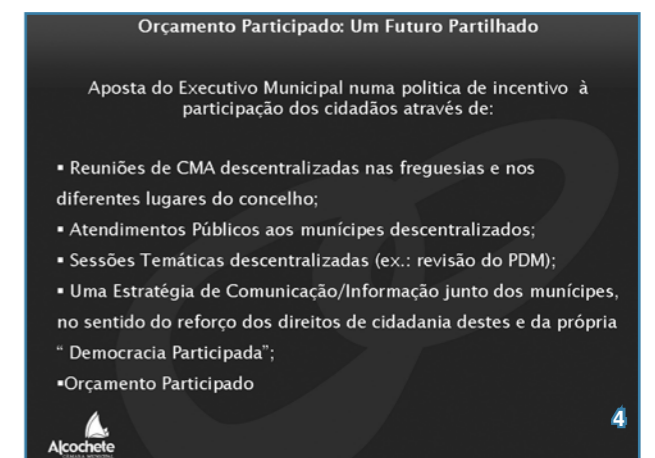 Orçamento Participado: Um Futuro Partilhado
Aposta do Executivo Municipal numa politica de incentivo à
participação dos cidadãos através de:
▪ Reuniões de CMA descentralizadas nas freguesias e nos
diferentes lugares do concelho;
▪ Atendimentos Públicos aos munícipes descentralizados;
▪ Sessões Temáticas descentralizadas (ex.: revisão do PDM);
▪ Uma Estratégia de Comunicação/Informação junto dos munícipes,
no sentido do reforço dos direitos de cidadania destes e da própria
“ Democracia Participada”;
▪Orçamento Participado
4
Alcochete
CÂMARA MUNICIPAL